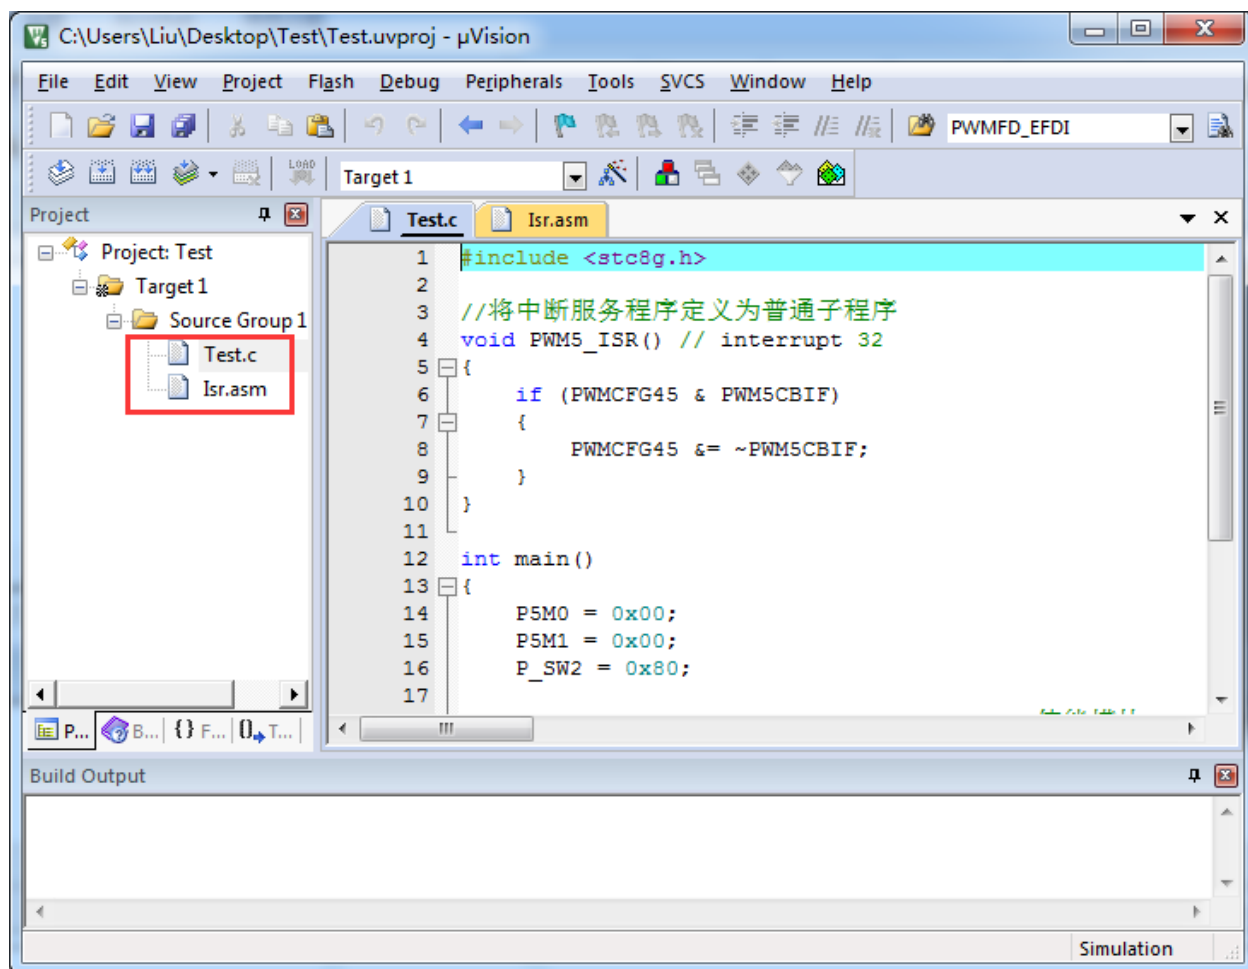 C:\Users\Liu\Desktop\Test\Test.uvproj - µVision
File Edit View Project Flash Debug Peripherals Tools SVCS Window Help
PWMFD_EFDI
LOAD
Target 1
Project
Test.c Isr.asm
Project: Test
Target 1
Source Group 1
Test.c
Isr.asm
1 #include <stc8g.h>
2
3 //将中断服务程序定义为普通子程序
4 void PWM5_ISR() // interrupt 32
5 {
6 if (PWMCFG45 & PWM5CBIF)
7 {
8 PWMCFG45 &= ~PWM5CBIF;
9 }
10 }
11
12 int main()
13 {
14 P5M0 = 0x00;
15 P5M1 = 0x00;
16 P_SW2 = 0x80;
17
P... B... {} F... 0 T...
Build Output
Simulation